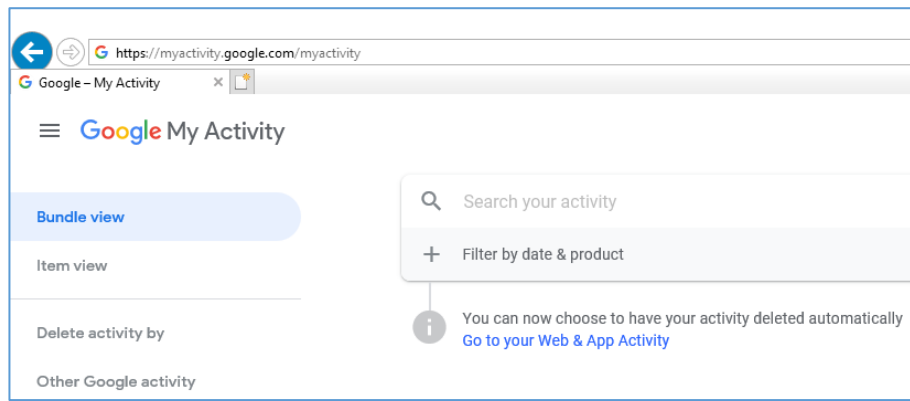 https://myactivity.google.com/myactivity
Google – My Activity
Google My Activity
Bundle view
Item view
Delete activity by
Other Google activity
Search your activity
Filter by date & product
You can now choose to have your activity deleted automatically
Go to your Web & App Activity